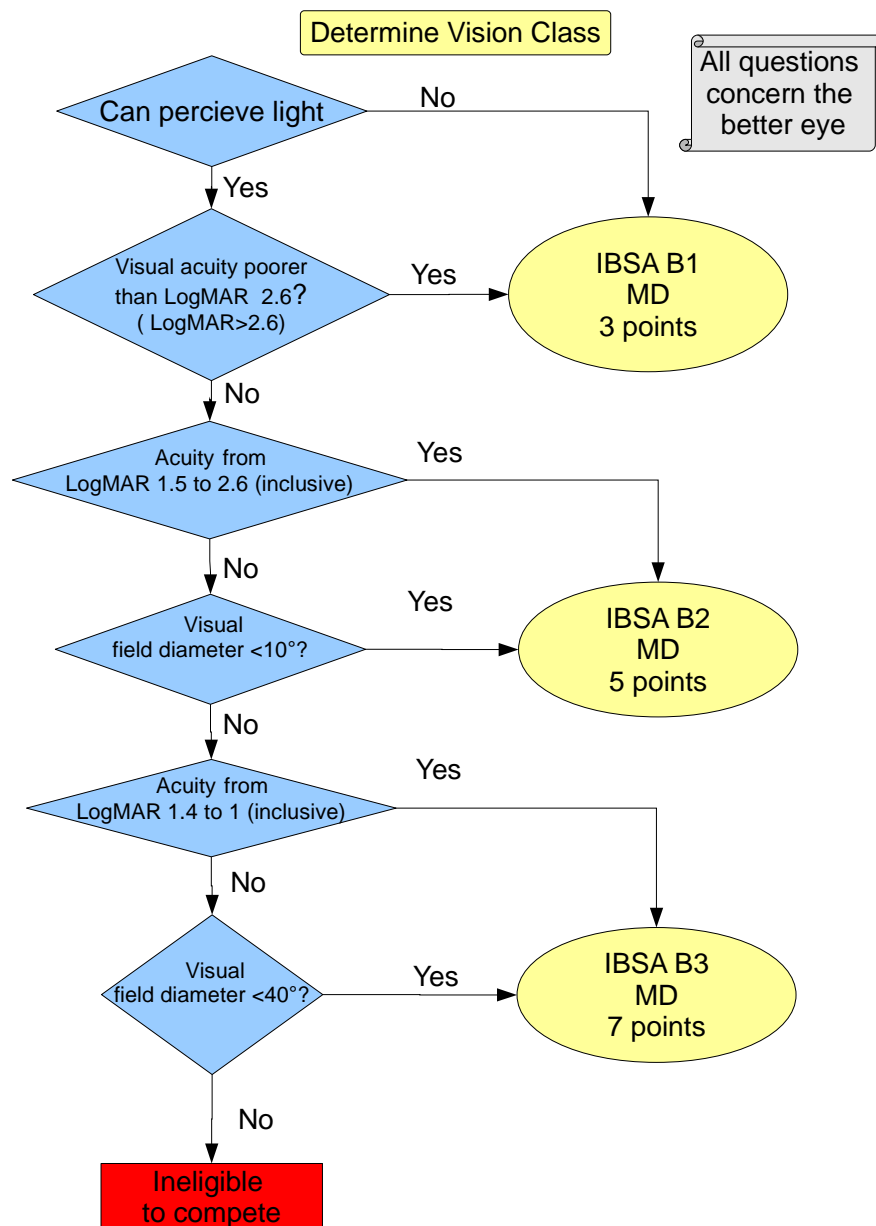 Determine Vision Class
All questions
concern the
better eye
Can percieve light
No
Yes
Visual acuity poorer
than LogMAR 2.6?
( LogMAR>2.6)
Yes
IBSA B1
MD
3 points
No
Acuity from
LogMAR 1.5 to 2.6 (inclusive)
Yes
No
Visual
field diameter <10°?
Yes
IBSA B2
MD
5 points
No
Acuity from
LogMAR 1.4 to 1 (inclusive)
Yes
No
Visual
field diameter <40°?
Yes
IBSA B3
MD
7 points
No
Ineligible
to compete